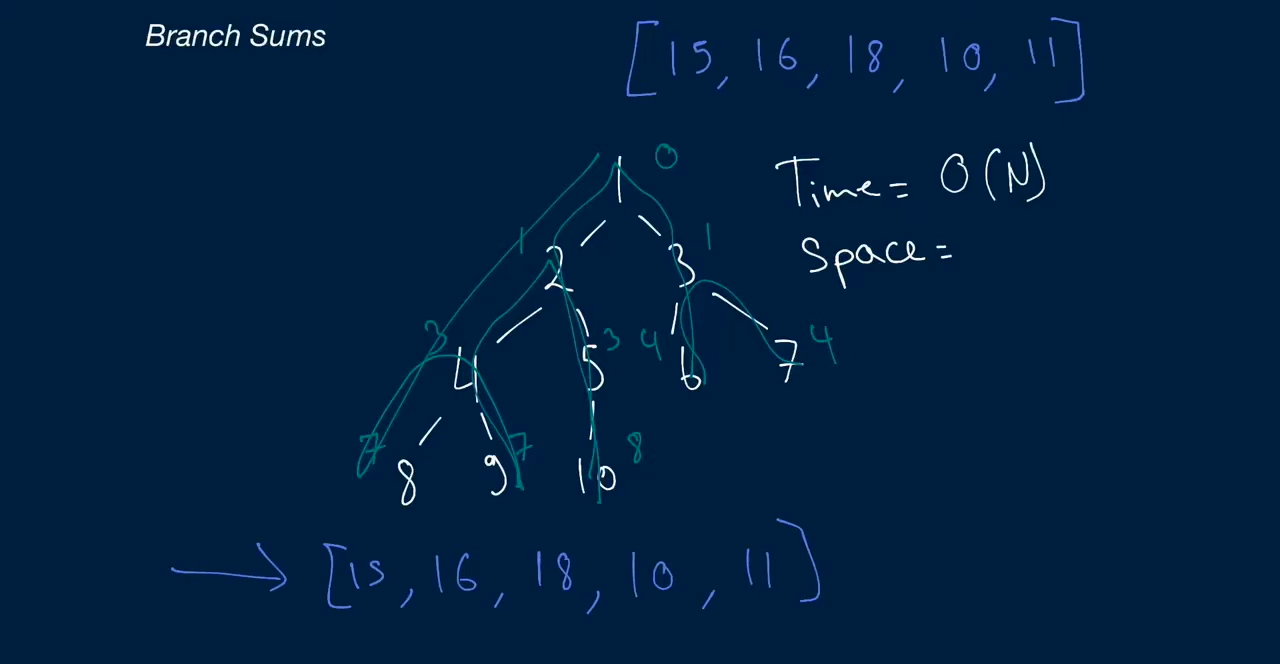 Branch Sums
[15, 16, 18, 10, 11]
1 0
Time = O(N)
1 2 3 1
Space =
3 4 5 3 4 6 7 4
7 8 9 7 10 8
[15, 16, 18, 10, 11]